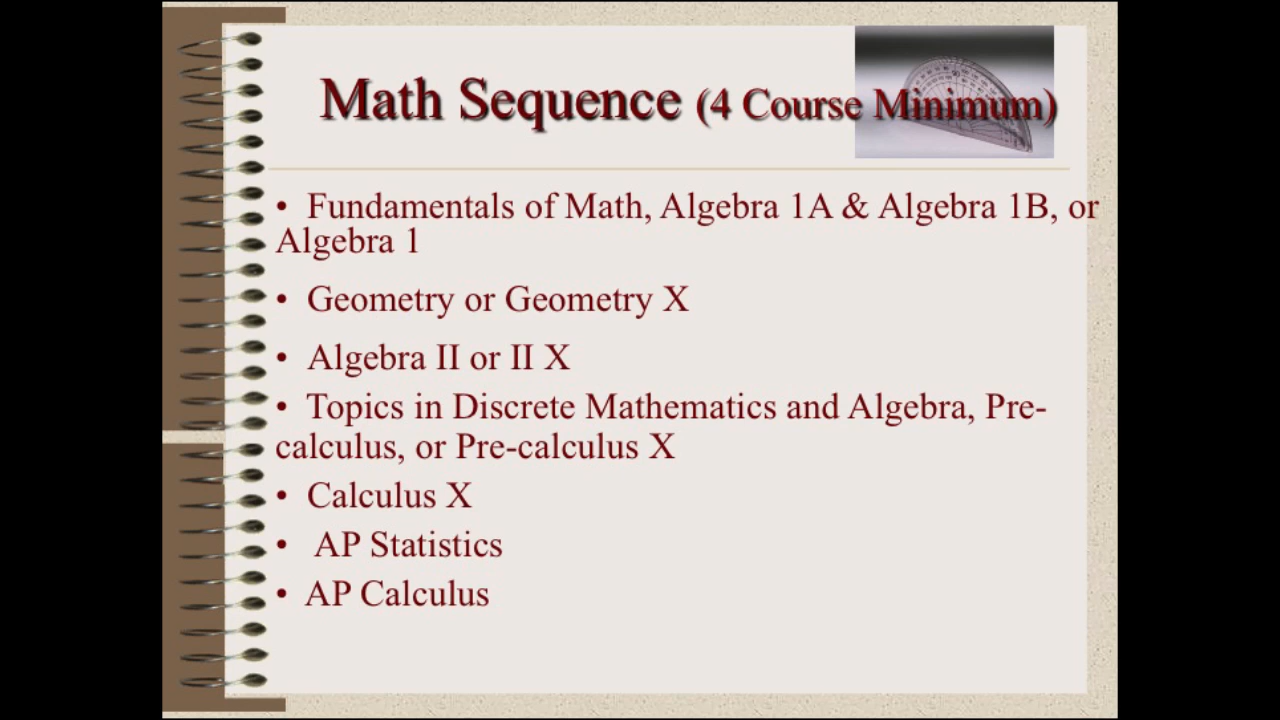 Math Sequence (4 Course Minimum)
• Fundamentals of Math, Algebra 1A & Algebra 1B, or
Algebra 1
• Geometry or Geometry X
• Algebra II or II X
• Topics in Discrete Mathematics and Algebra, Pre-
calculus, or Pre-calculus X
• Calculus X
• AP Statistics
• AP Calculus